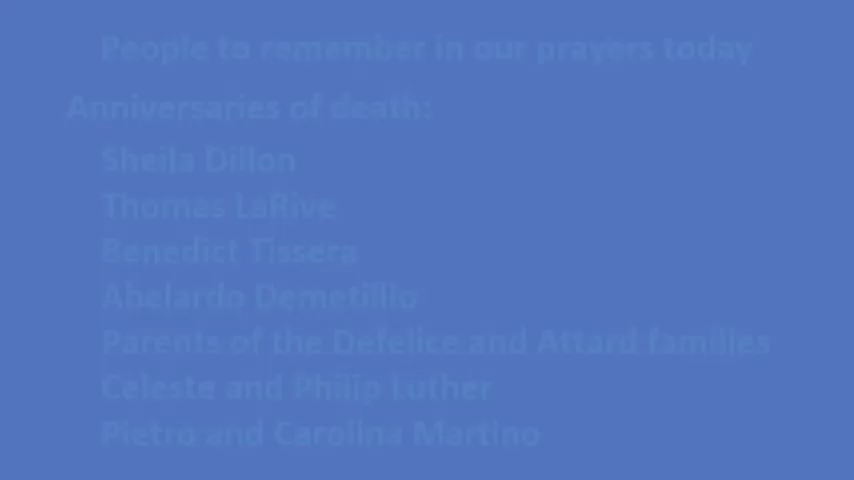 People to remember in our prayers today
Anniversaries of death:
Sheila Dillon
Thomas LaRive
Benedict Tissera
Abelardo Demetillio
Parents of the Defelice and Attard families
Celeste and Philip Luther
Pietro and Carolina Martino